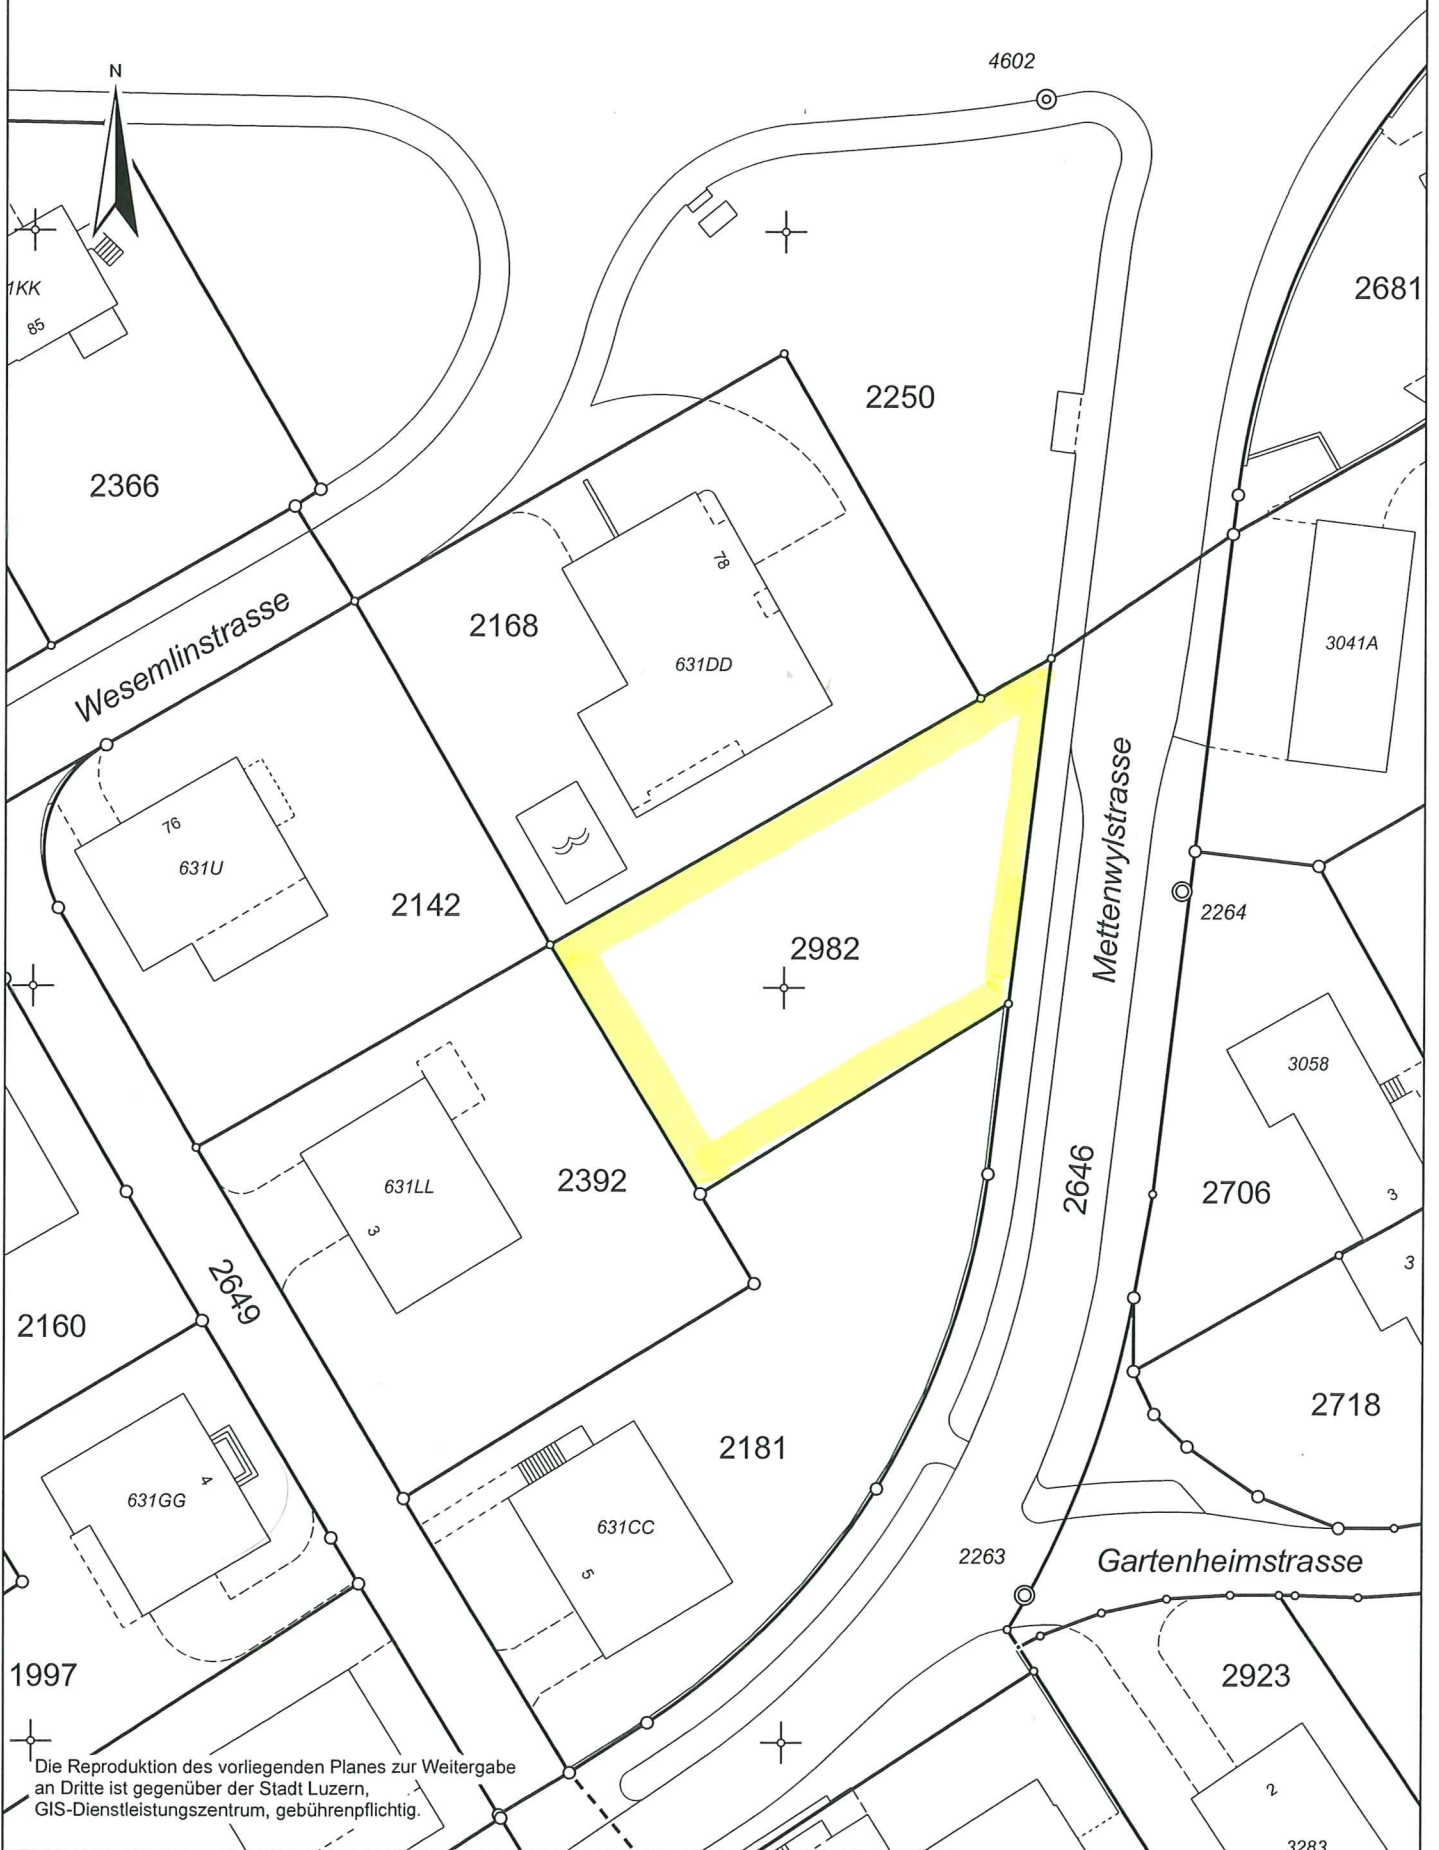 4602
N
1KK
85
2681
2250
2366
Wesemlinstrasse
2168
78
631DD
3041A
76
631U
2142
Mettenwylstrasse
2982
2264
3058
2392
631LL
3
2646
2706
3
3
2649
2160
2718
2181
631GG
4
631CC
5
2263
Gartenheimstrasse
1997
2923
Die Reproduktion des vorliegenden Planes zur Weitergabe
an Dritte ist gegenüber der Stadt Luzern,
GIS-Dienstleistungszentrum, gebührenpflichtig.
2
3283